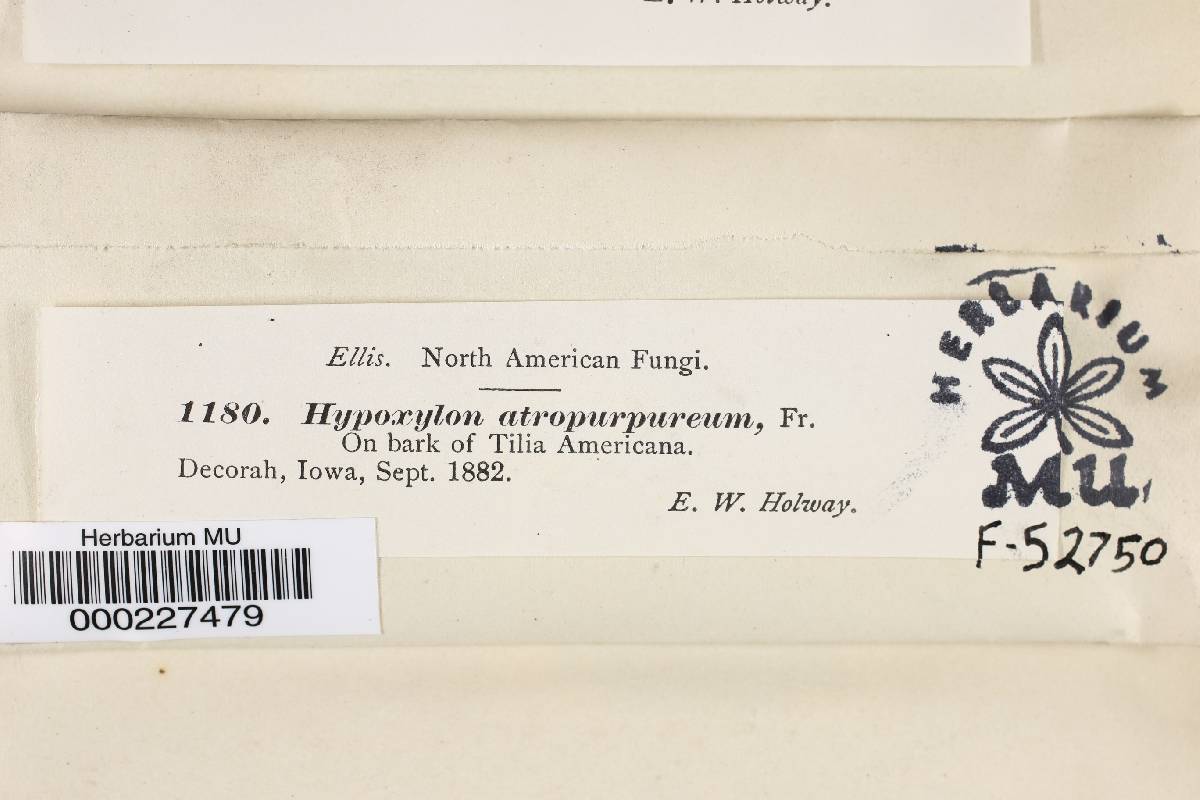 E. W. Holway.
Ellis. North American Fungi.
1180. Hypoxylon atropurpureum, Fr.
On bark of Tilia Americana.
Decorah, Iowa, Sept. 1882.
E. W. Holway.
HERBARIUM
MU
F-52750
Herbarium MU
000227479